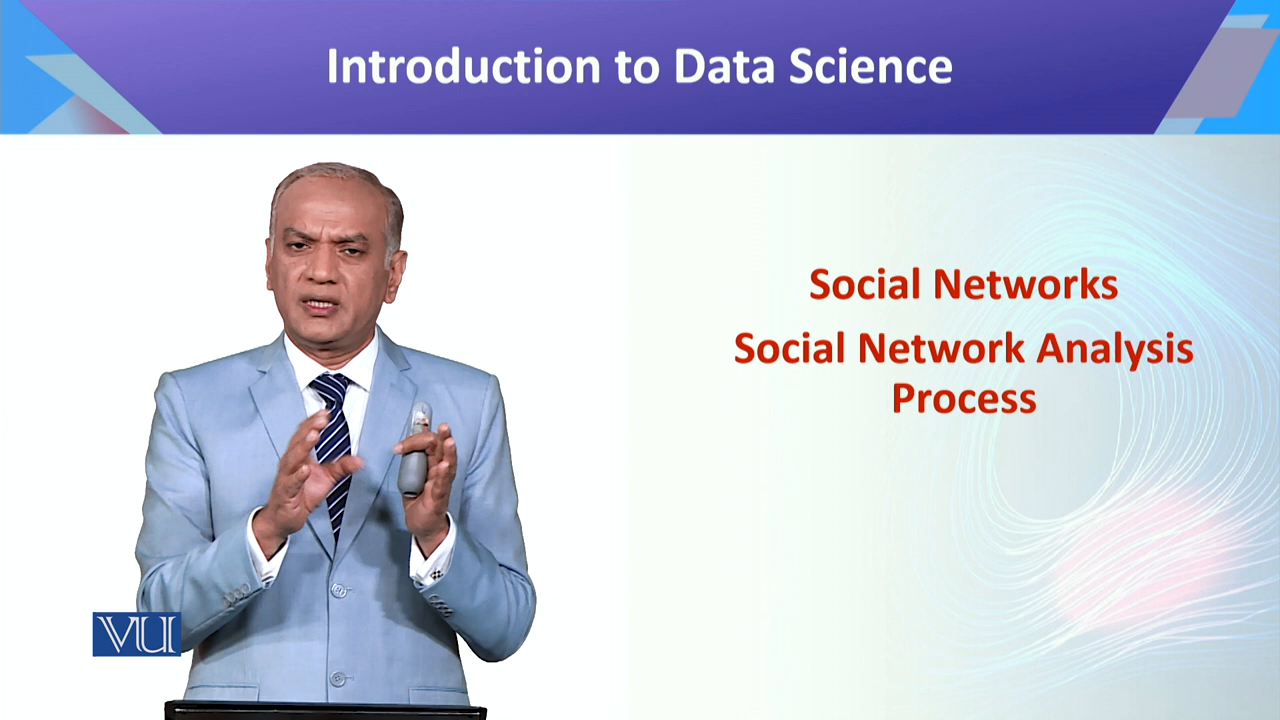 Introduction to Data Science
Social Networks
Social Network Analysis
Process
VU